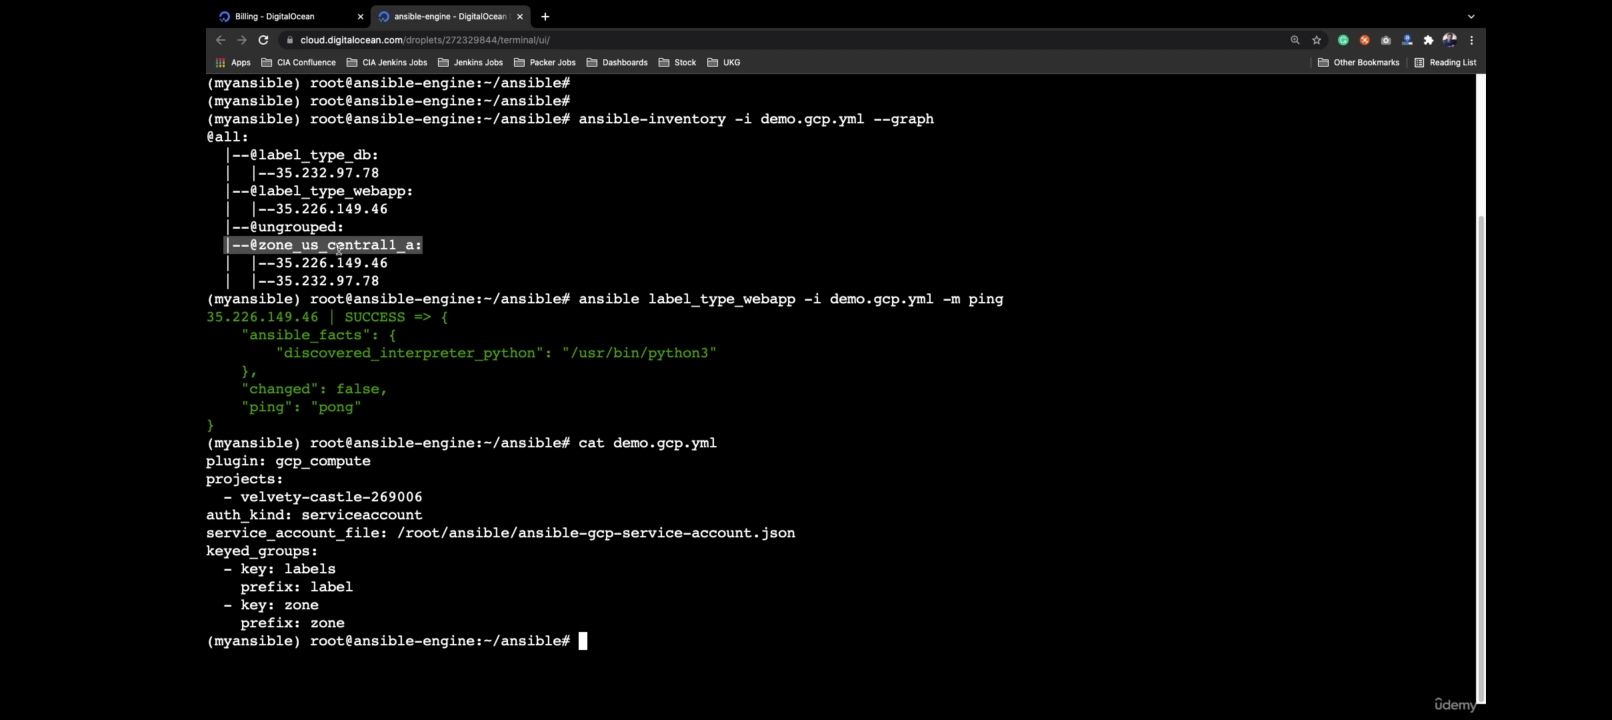 Billing - DigitalOcean
ansible-engine - DigitalOcean
cloud.digitalocean.com/droplets/272329844/terminal/ui/
Apps CIA Confluence CIA Jenkins Jobs Jenkins Jobs Packer Jobs Dashboards Stock UKG Other Bookmarks Reading List
(myansible) root@ansible-engine:~/ansible#
(myansible) root@ansible-engine:~/ansible#
(myansible) root@ansible-engine:~/ansible# ansible-inventory -i demo.gcp.yml --graph
@all:
  |--@label_type_db:
  |  |--35.232.97.78
  |--@label_type_webapp:
  |  |--35.226.149.46
  |--@ungrouped:
  |--@zone_us_central1_a:
  |  |--35.226.149.46
  |  |--35.232.97.78
(myansible) root@ansible-engine:~/ansible# ansible label_type_webapp -i demo.gcp.yml -m ping
35.226.149.46 | SUCCESS => {
    "ansible_facts": {
        "discovered_interpreter_python": "/usr/bin/python3"
    },
    "changed": false,
    "ping": "pong"
}
(myansible) root@ansible-engine:~/ansible# cat demo.gcp.yml
plugin: gcp_compute
projects:
  - velvety-castle-269006
auth_kind: serviceaccount
service_account_file: /root/ansible/ansible-gcp-service-account.json
keyed_groups:
  - key: labels
    prefix: label
  - key: zone
    prefix: zone
(myansible) root@ansible-engine:~/ansible#
udemy